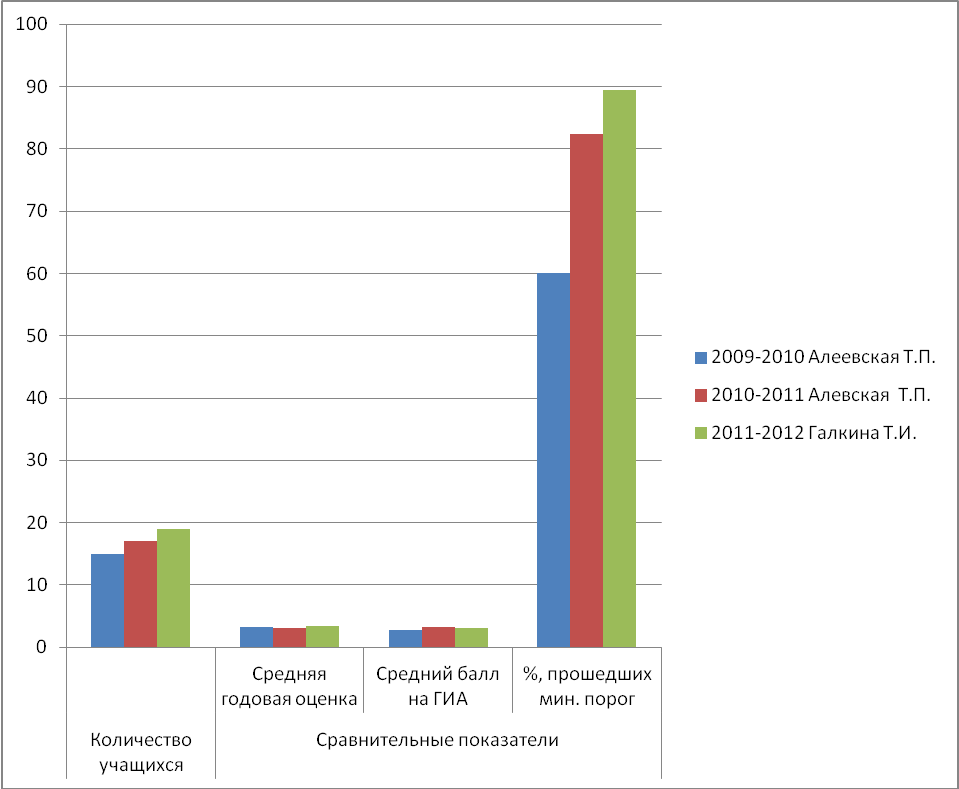 100
90
80
70
60
50
40
30
20
10
0
Средняя
годовая оценка
Средний балл
на ГИА
%, прошедших
мин. порог
Количество
учащихся
Сравнительные показатели
2009-2010 Алеевская Т.П.
2010-2011 Алевская  Т.П.
2011-2012 Галкина Т.И.